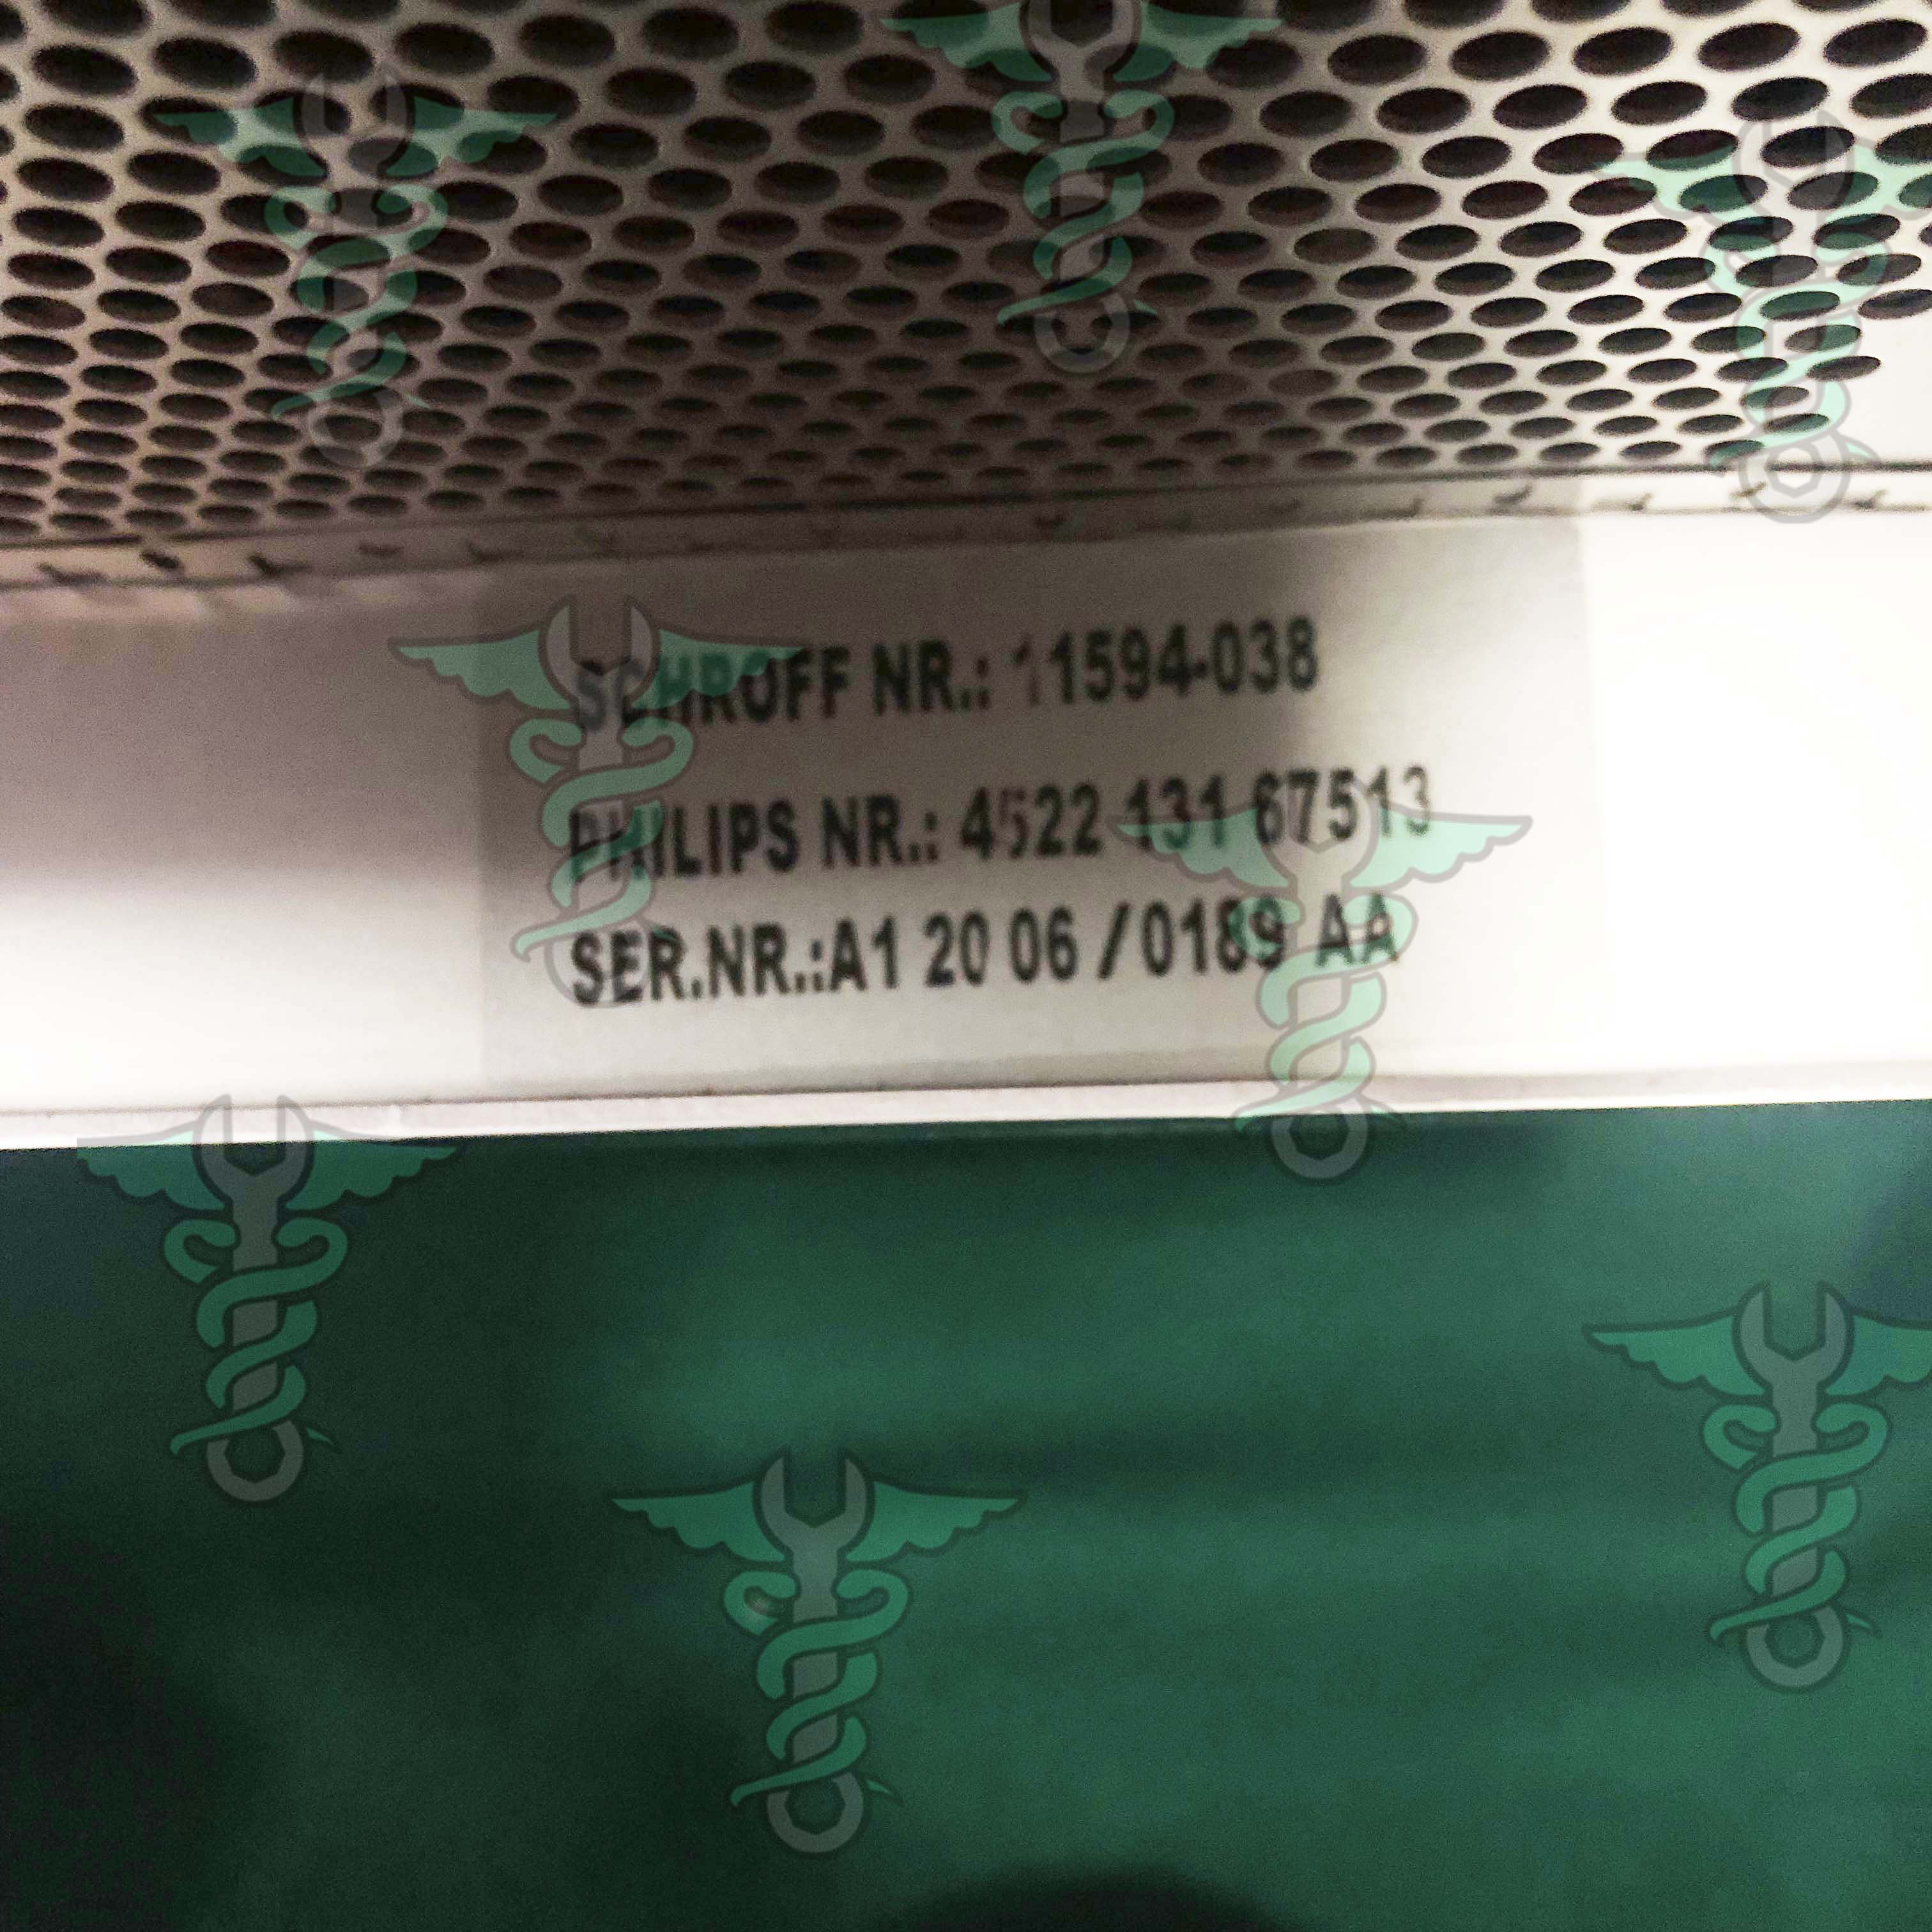 SCHROFF NR.: 11594-038
PHILIPS NR.: 4522 131 67513
SER.NR.:A1 20 06 /0189 AA